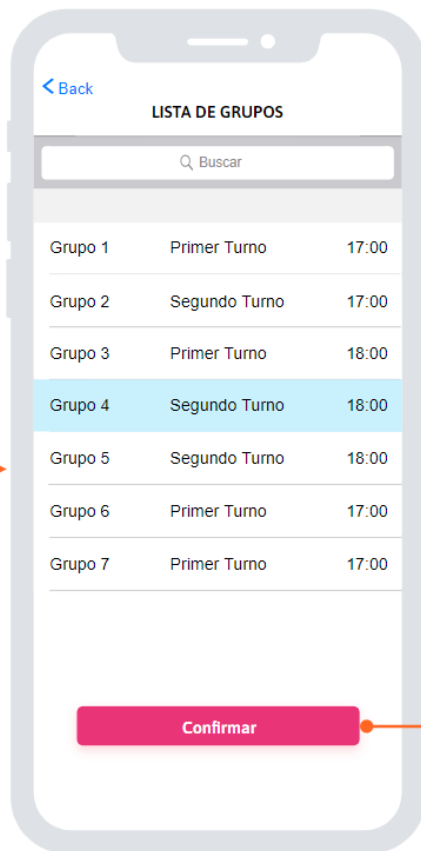 Back
LISTA DE GRUPOS
Buscar
Grupo 1 Primer Turno 17:00
Grupo 2 Segundo Turno 17:00
Grupo 3 Primer Turno 18:00
Grupo 4 Segundo Turno 18:00
Grupo 5 Segundo Turno 18:00
Grupo 6 Primer Turno 17:00
Grupo 7 Primer Turno 17:00
Confirmar